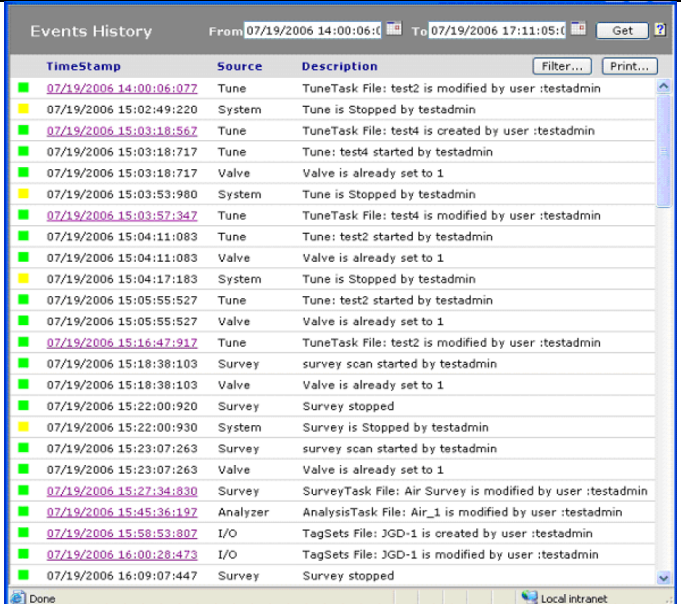 Events History From 07/19/2006 14:00:06:0 To 07/19/2006 17:11:05:0 Get ?
TimeStamp Source Description Filter... Print...
07/19/2006 14:00:06:077 Tune TuneTask File: test2 is modified by user :testadmin
07/19/2006 15:02:49:220 System Tune is Stopped by testadmin
07/19/2006 15:03:18:567 Tune TuneTask File: test4 is created by user :testadmin
07/19/2006 15:03:18:717 Tune Tune: test4 started by testadmin
07/19/2006 15:03:18:717 Valve Valve is already set to 1
07/19/2006 15:03:53:980 System Tune is Stopped by testadmin
07/19/2006 15:03:57:347 Tune TuneTask File: test4 is modified by user :testadmin
07/19/2006 15:04:11:083 Tune Tune: test2 started by testadmin
07/19/2006 15:04:11:083 Valve Valve is already set to 1
07/19/2006 15:04:17:183 System Tune is Stopped by testadmin
07/19/2006 15:05:55:527 Tune Tune: test2 started by testadmin
07/19/2006 15:05:55:527 Valve Valve is already set to 1
07/19/2006 15:16:47:917 Tune TuneTask File: test2 is modified by user :testadmin
07/19/2006 15:18:38:103 Survey survey scan started by testadmin
07/19/2006 15:18:38:103 Valve Valve is already set to 1
07/19/2006 15:22:00:920 Survey Survey stopped
07/19/2006 15:22:00:930 System Survey is Stopped by testadmin
07/19/2006 15:23:07:263 Survey survey scan started by testadmin
07/19/2006 15:23:07:263 Valve Valve is already set to 1
07/19/2006 15:27:34:830 Survey SurveyTask File: Air Survey is modified by user :testadmin
07/19/2006 15:45:36:197 Analyzer AnalysisTask File: Air_1 is modified by user :testadmin
07/19/2006 15:58:53:807 I/O TagSets File: JGD-1 is created by user :testadmin
07/19/2006 16:00:28:473 I/O TagSets File: JGD-1 is modified by user :testadmin
07/19/2006 16:09:07:447 Survey Survey stopped
Done Local intranet